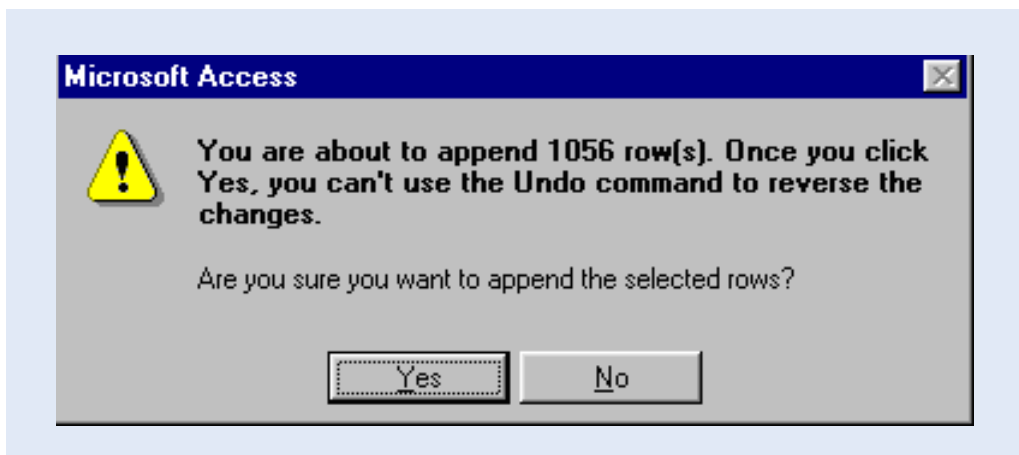 Microsoft Access
You are about to append 1056 row(s). Once you click
Yes, you can't use the Undo command to reverse the
changes.
Are you sure you want to append the selected rows?
Yes
No